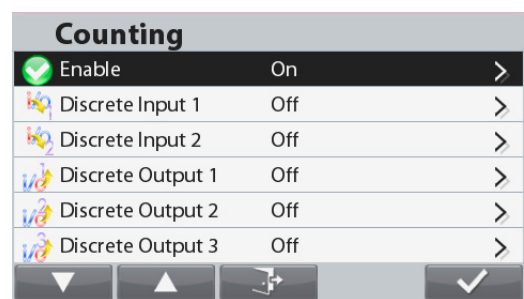 Counting
Enable On
Discrete Input 1 Off
Discrete Input 2 Off
Discrete Output 1 Off
Discrete Output 2 Off
Discrete Output 3 Off